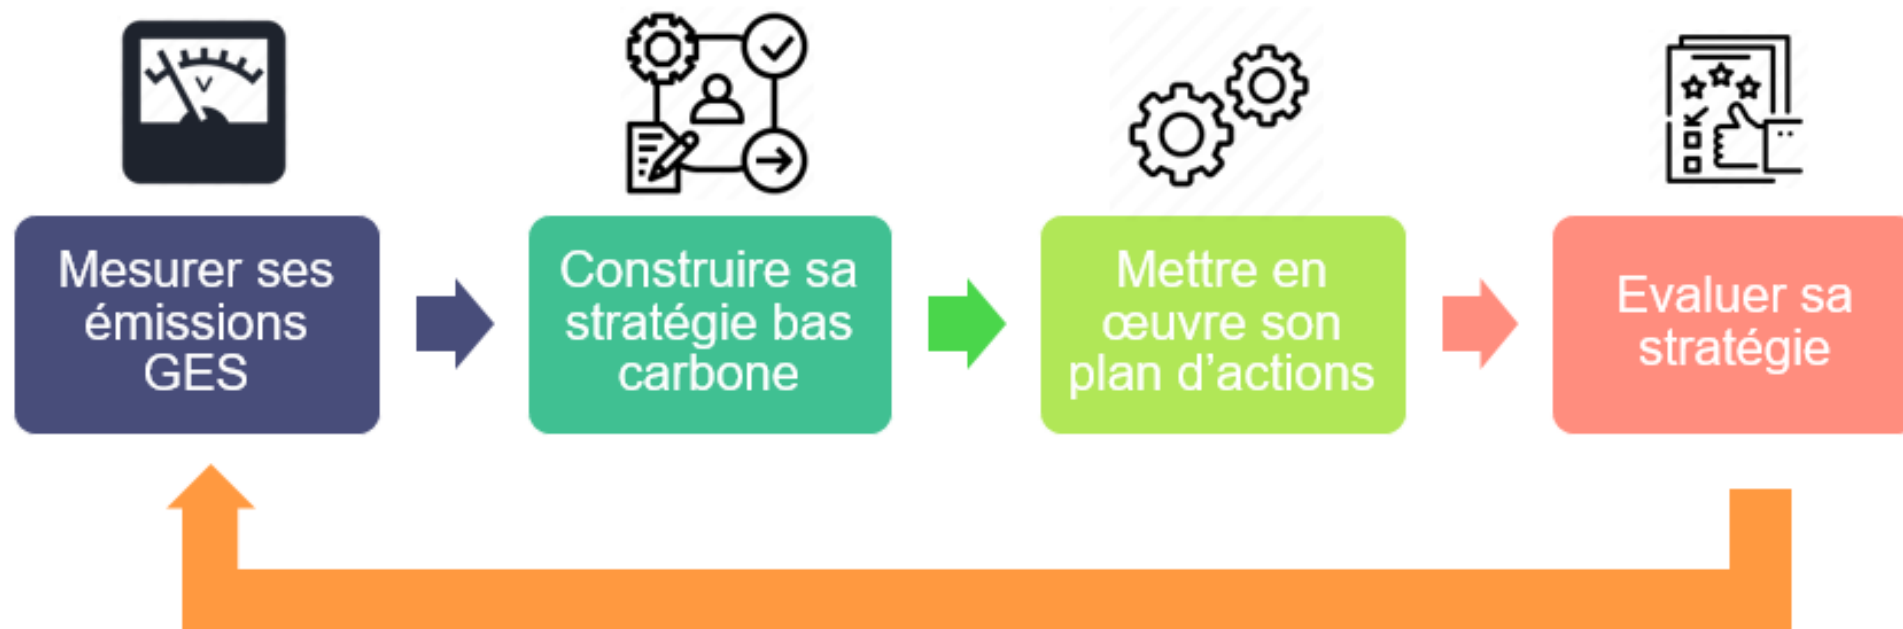 V
Mesurer ses
émissions
GES
Construire sa
stratégie bas
carbone
Mettre en
œuvre son
plan d’actions
Evaluer sa
stratégie